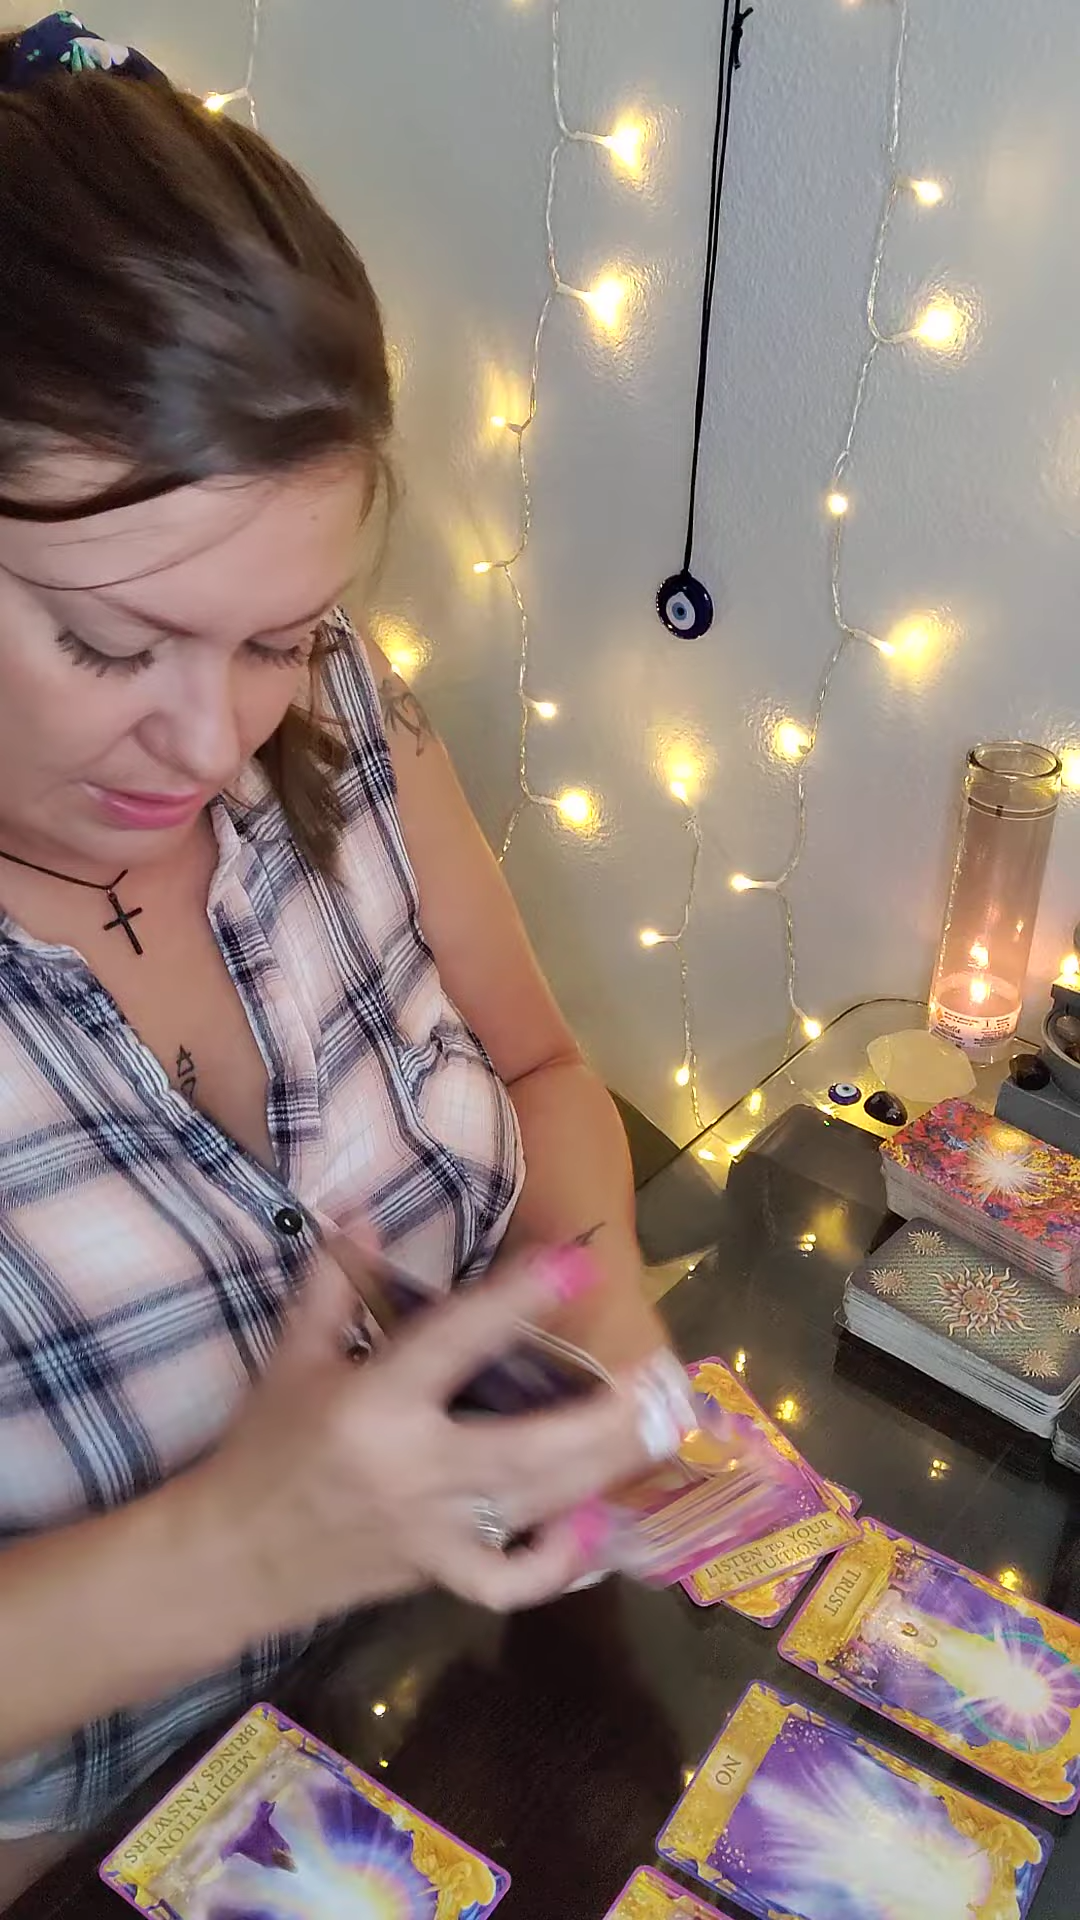 LISTEN TO YOUR
INTUITION
TRUST
NO
MEDITATION
BRINGS ANSWERS